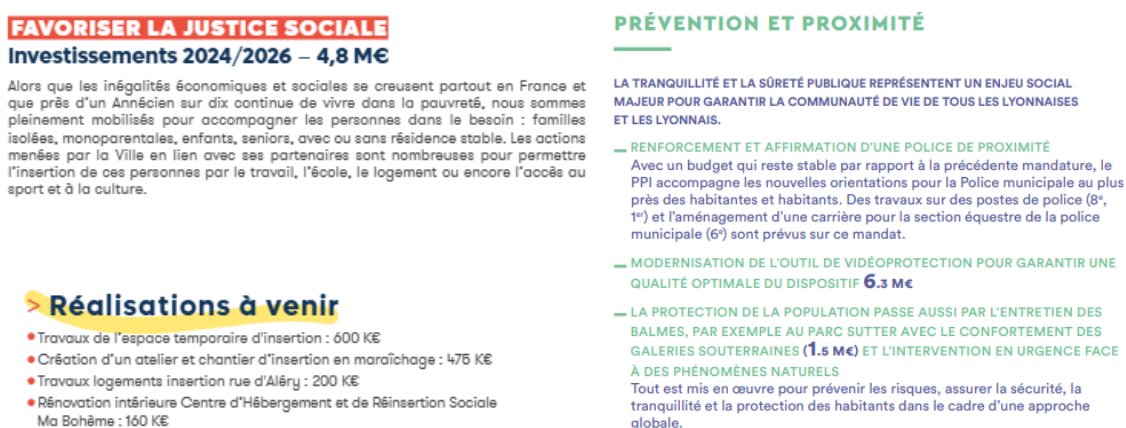 FAVORISER LA JUSTICE SOCIALE
Investissements 2024/2026 – 4,8 M€
Alors que les inégalités économiques et sociales se creusent partout en France et
que près d'un Annécien sur dix continue de vivre dans la pauvreté, nous sommes
pleinement mobilisés pour accompagner les personnes dans le besoin : familles
isolées, monoparentales, enfants, seniors, avec ou sans résidence stable. Les actions
menées par la Ville en lien avec ses partenaires sont nombreuses pour permettre
l'insertion de ces personnes par le travail, l'école, le logement ou encore l'accès au
sport et à la culture.
> Réalisations à venir
• Travaux de l'espace temporaire d'insertion : 600 K€
• Création d'un atelier et chantier d'insertion en maraîchage : 475 K€
• Travaux logements insertion rue d'Aléry : 200 K€
• Rénovation intérieure Centre d'Hébergement et de Réinsertion Sociale
Ma Bohème : 160 K€
PRÉVENTION ET PROXIMITÉ
LA TRANQUILLITÉ ET LA SÛRETÉ PUBLIQUE REPRÉSENTENT UN ENJEU SOCIAL
MAJEUR POUR GARANTIR LA COMMUNAUTÉ DE VIE DE TOUS LES LYONNAISES
ET LES LYONNAIS.
– RENFORCEMENT ET AFFIRMATION D'UNE POLICE DE PROXIMITÉ
Avec un budget qui reste stable par rapport à la précédente mandature, le
PPI accompagne les nouvelles orientations pour la Police municipale au plus
près des habitantes et habitants. Des travaux sur des postes de police (8e,
1er) et l'aménagement d'une carrière pour la section équestre de la police
municipale (6e) sont prévus sur ce mandat.
– MODERNISATION DE L'OUTIL DE VIDÉOPROTECTION POUR GARANTIR UNE
QUALITÉ OPTIMALE DU DISPOSITIF 6.3 M€
– LA PROTECTION DE LA POPULATION PASSE AUSSI PAR L'ENTRETIEN DES
BALMES, PAR EXEMPLE AU PARC SUTTER AVEC LE CONFORTEMENT DES
GALERIES SOUTERRAINES (1.5 M€) ET L'INTERVENTION EN URGENCE FACE
À DES PHÉNOMÈNES NATURELS
Tout est mis en œuvre pour prévenir les risques, assurer la sécurité, la
tranquillité et la protection des habitants dans le cadre d'une approche
globale.